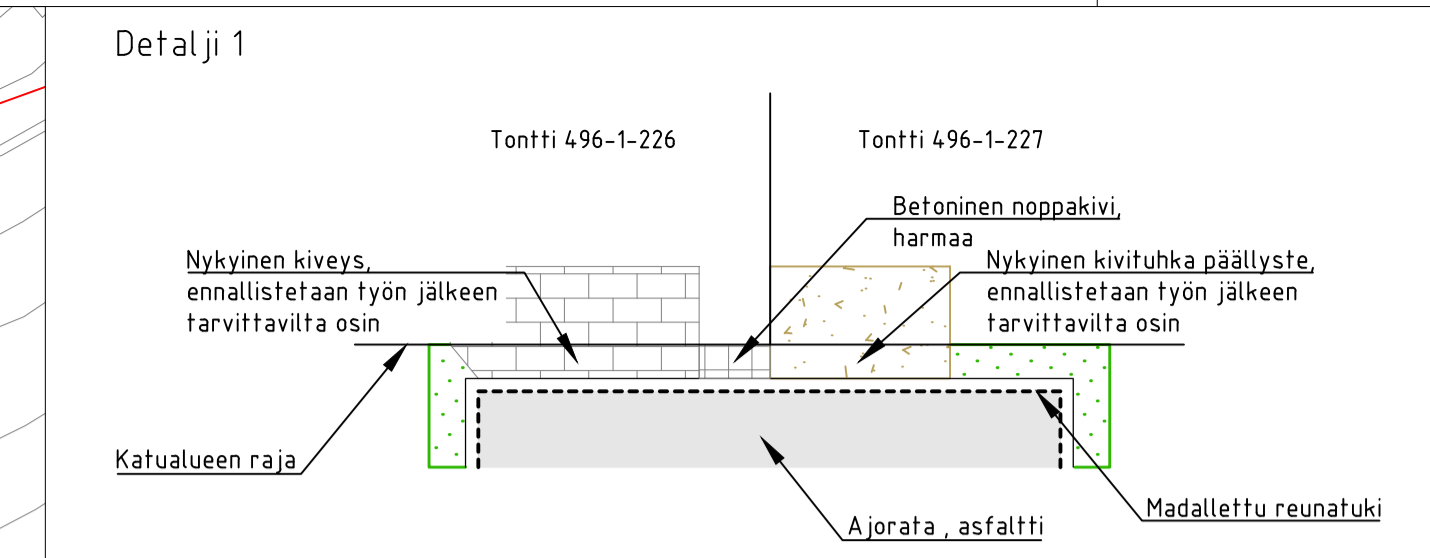 Detalji 1
Tontti 496-1-226
Tontti 496-1-227
Betoninen noppakivi,
harmaa
Nykyinen kiveys,
ennallistetaan työn jälkeen
tarvittavilta osin
Nykyinen kivituhka päällyste,
ennallistetaan työn jälkeen
tarvittavilta osin
Katualueen raja
Madallettu reunatuki
Ajorata , asfaltti